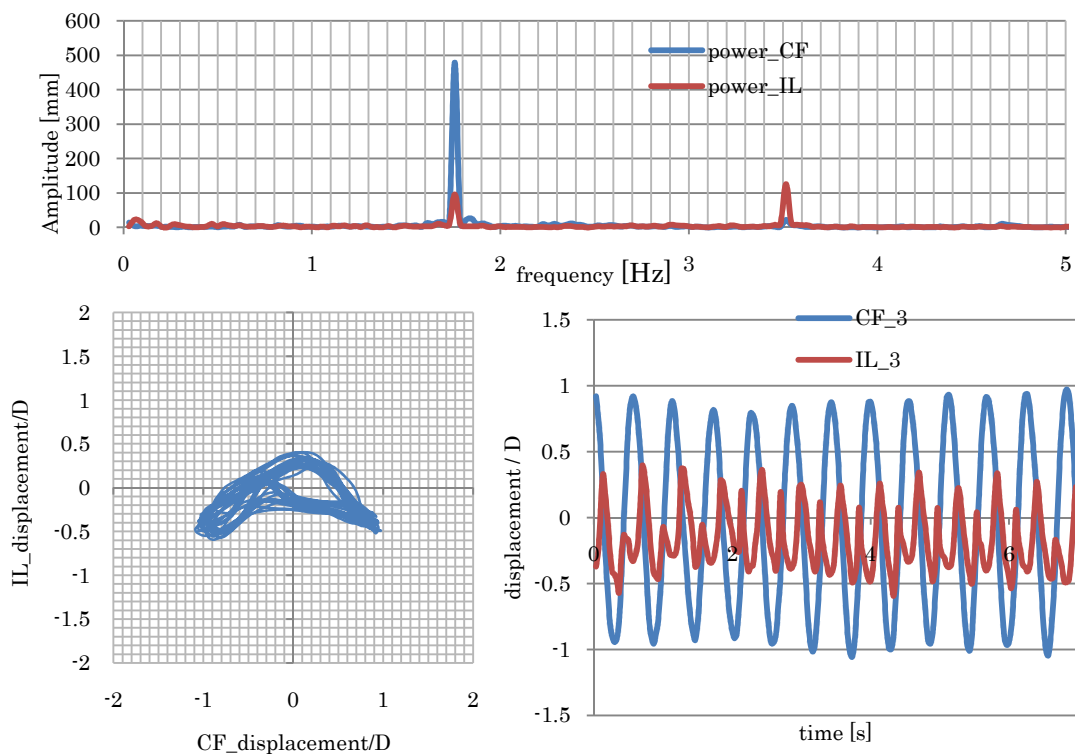 600
500
400
300
200
100
0
Amplitude [mm]
power_CF
power_IL
0 1 2 3 4 5
frequency [Hz]
2
1.5
1
0.5
0
-0.5
-1
-1.5
-2
IL_displacement/D
-2 -1 0 1 2
CF_displacement/D
1.5
1
0.5
0
-0.5
-1
-1.5
displacement / D
CF_3
IL_3
0 2 4 6
time [s]